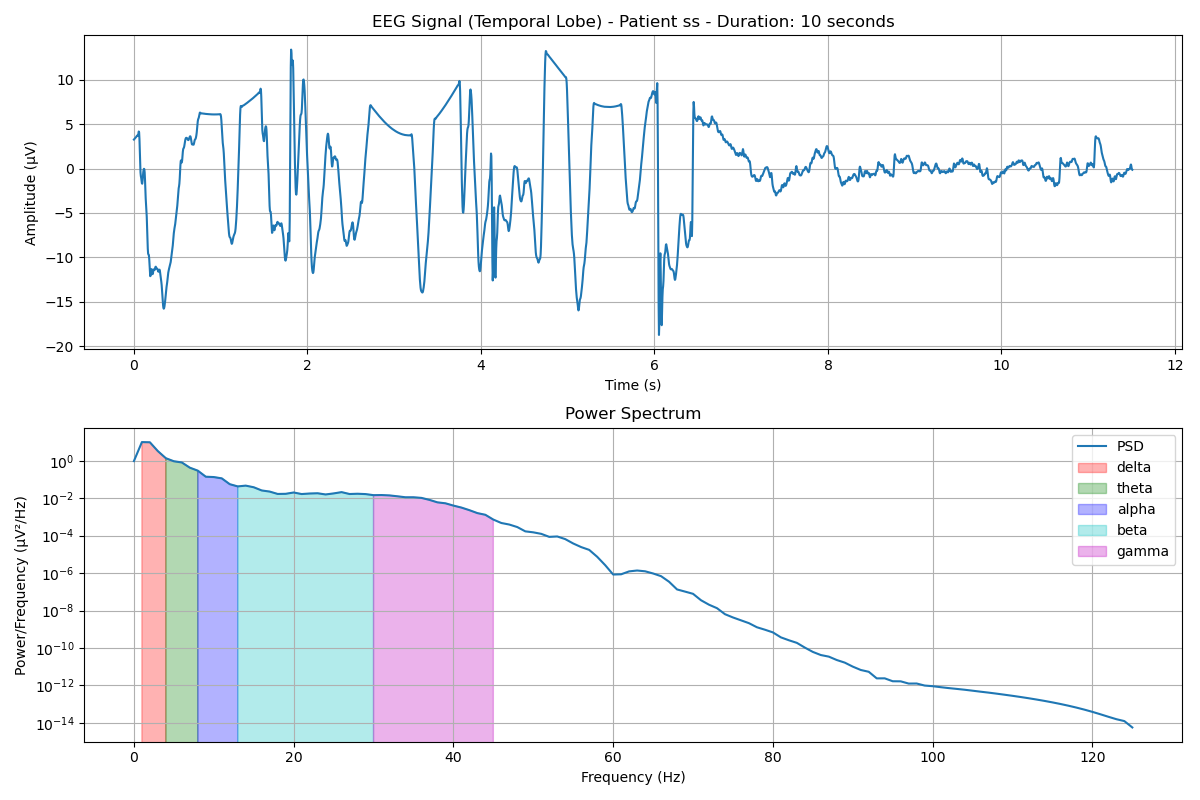 EEG Signal (Temporal Lobe) - Patient ss - Duration: 10 seconds
Amplitude (µV)
10
5
0
−5
−10
−15
−20
0 2 4 6 8 10 12
Time (s)
Power Spectrum
Power/Frequency (µV²/Hz)
10⁰
10⁻²
10⁻⁴
10⁻⁶
10⁻⁸
10⁻¹⁰
10⁻¹²
10⁻¹⁴
PSD
delta
theta
alpha
beta
gamma
0 20 40 60 80 100 120
Frequency (Hz)